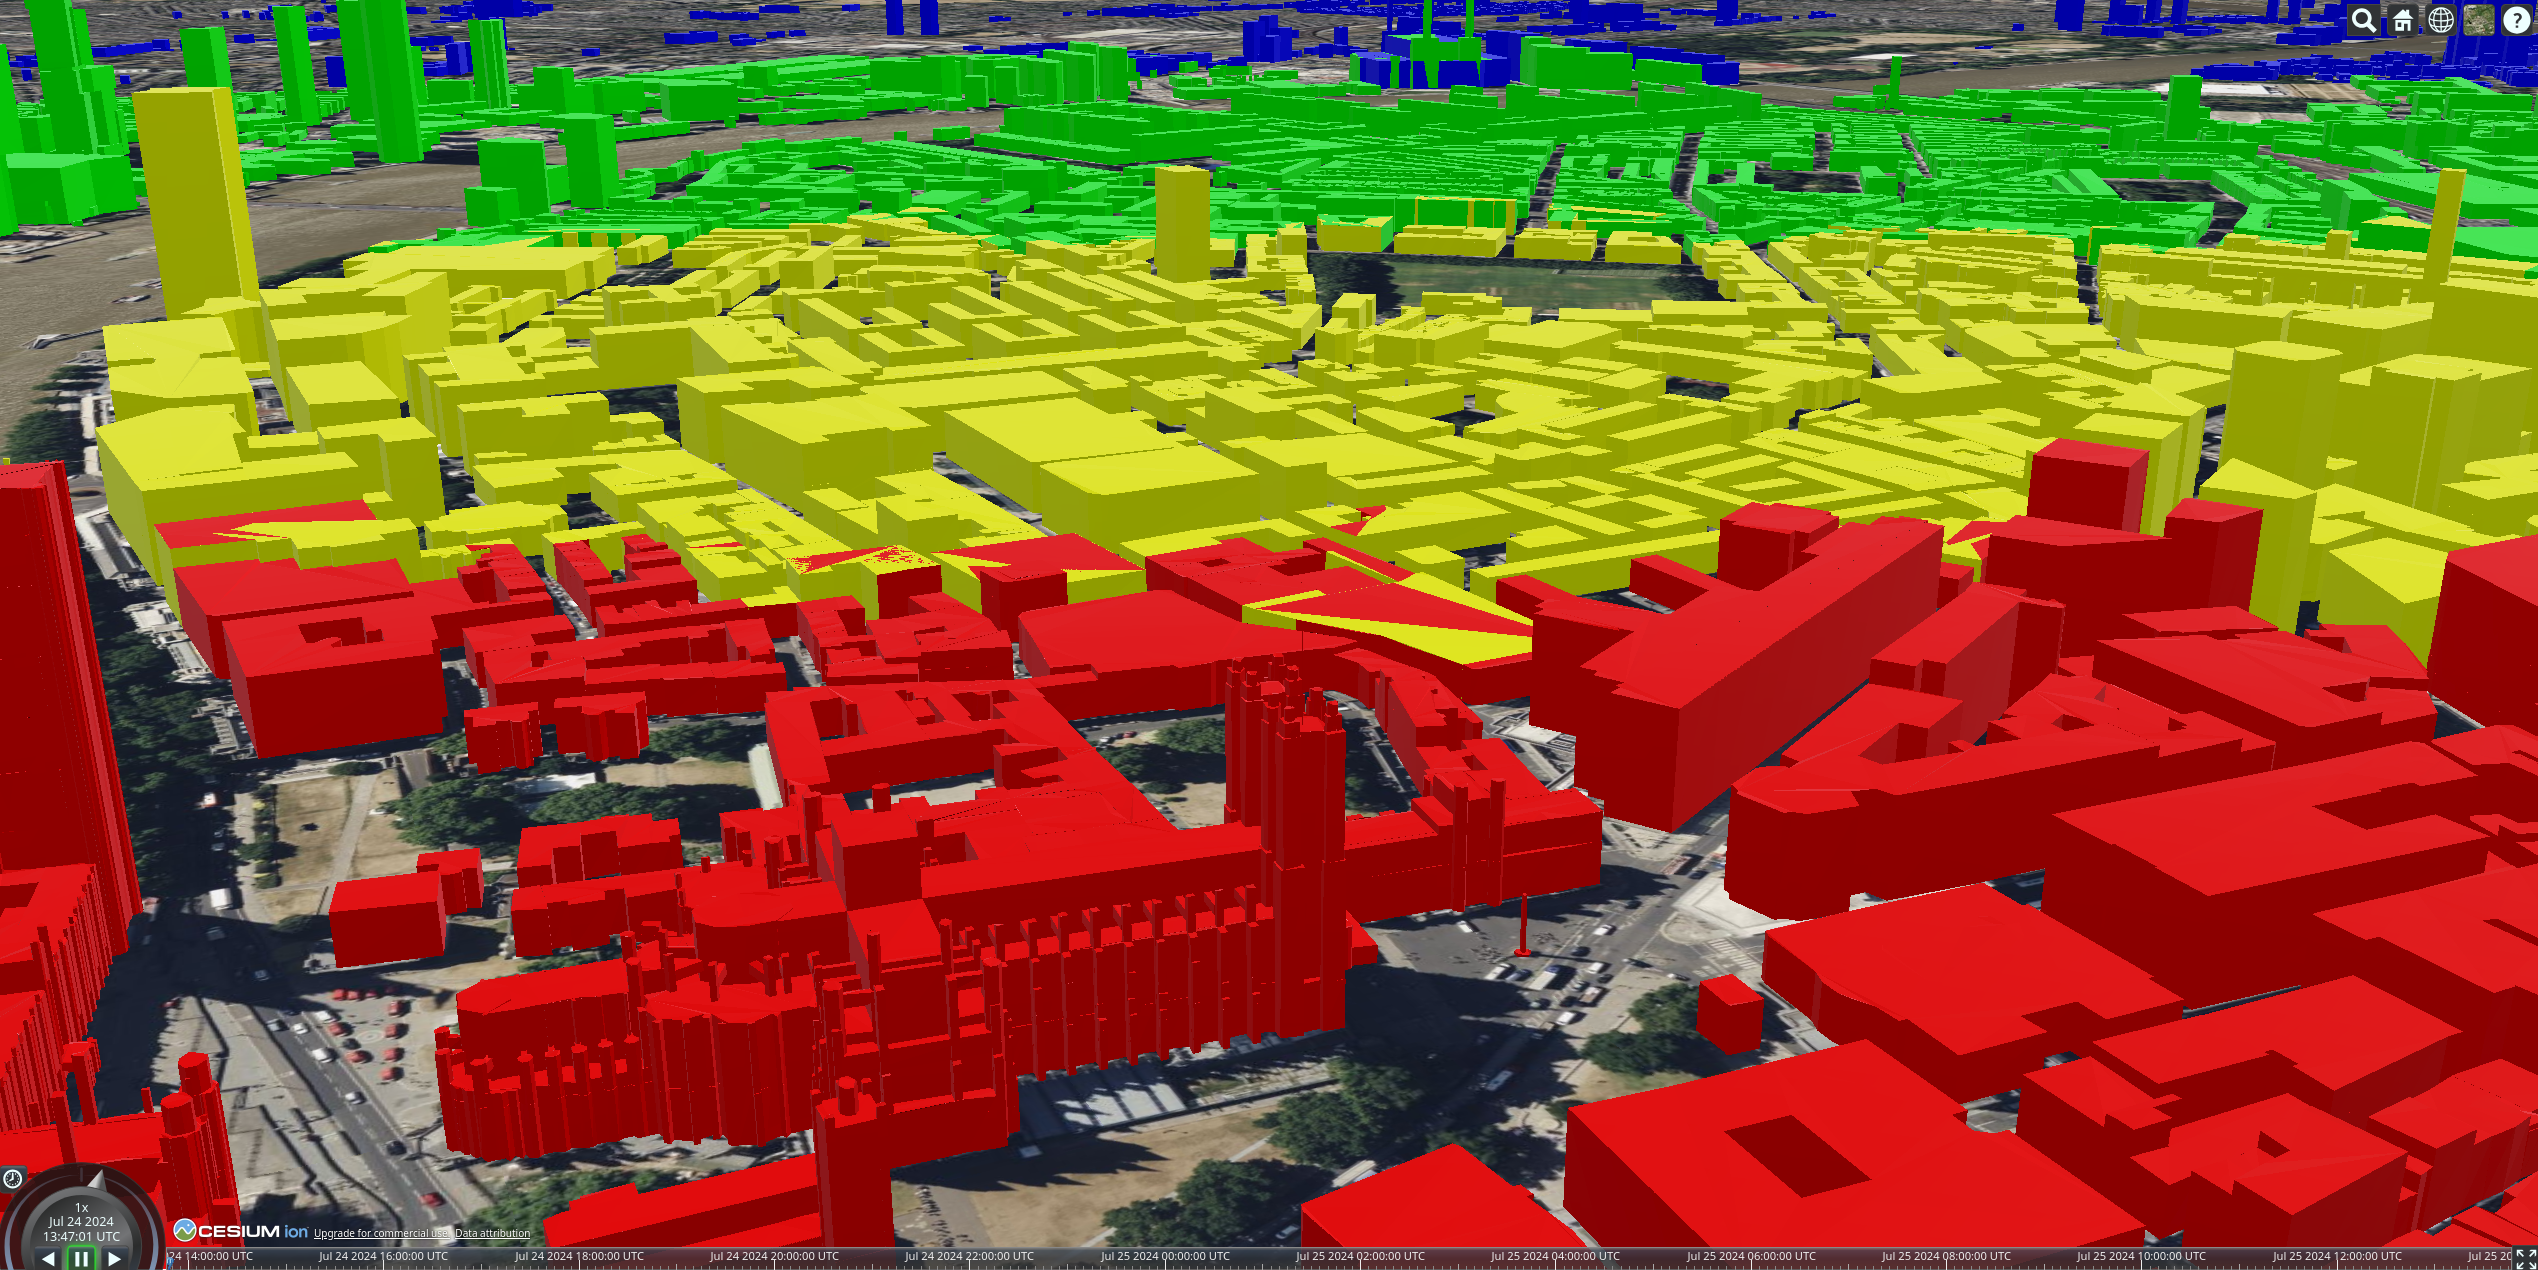 ?
1x
Jul 24 2024
13:47:01 UTC
CESIUM ion
Upgrade for commercial use. Data attribution
24 14:00:00 UTC
Jul 24 2024 16:00:00 UTC
Jul 24 2024 18:00:00 UTC
Jul 24 2024 20:00:00 UTC
Jul 24 2024 22:00:00 UTC
Jul 25 2024 00:00:00 UTC
Jul 25 2024 02:00:00 UTC
Jul 25 2024 04:00:00 UTC
Jul 25 2024 06:00:00 UTC
Jul 25 2024 08:00:00 UTC
Jul 25 2024 10:00:00 UTC
Jul 25 2024 12:00:00 UTC
Jul 25 20